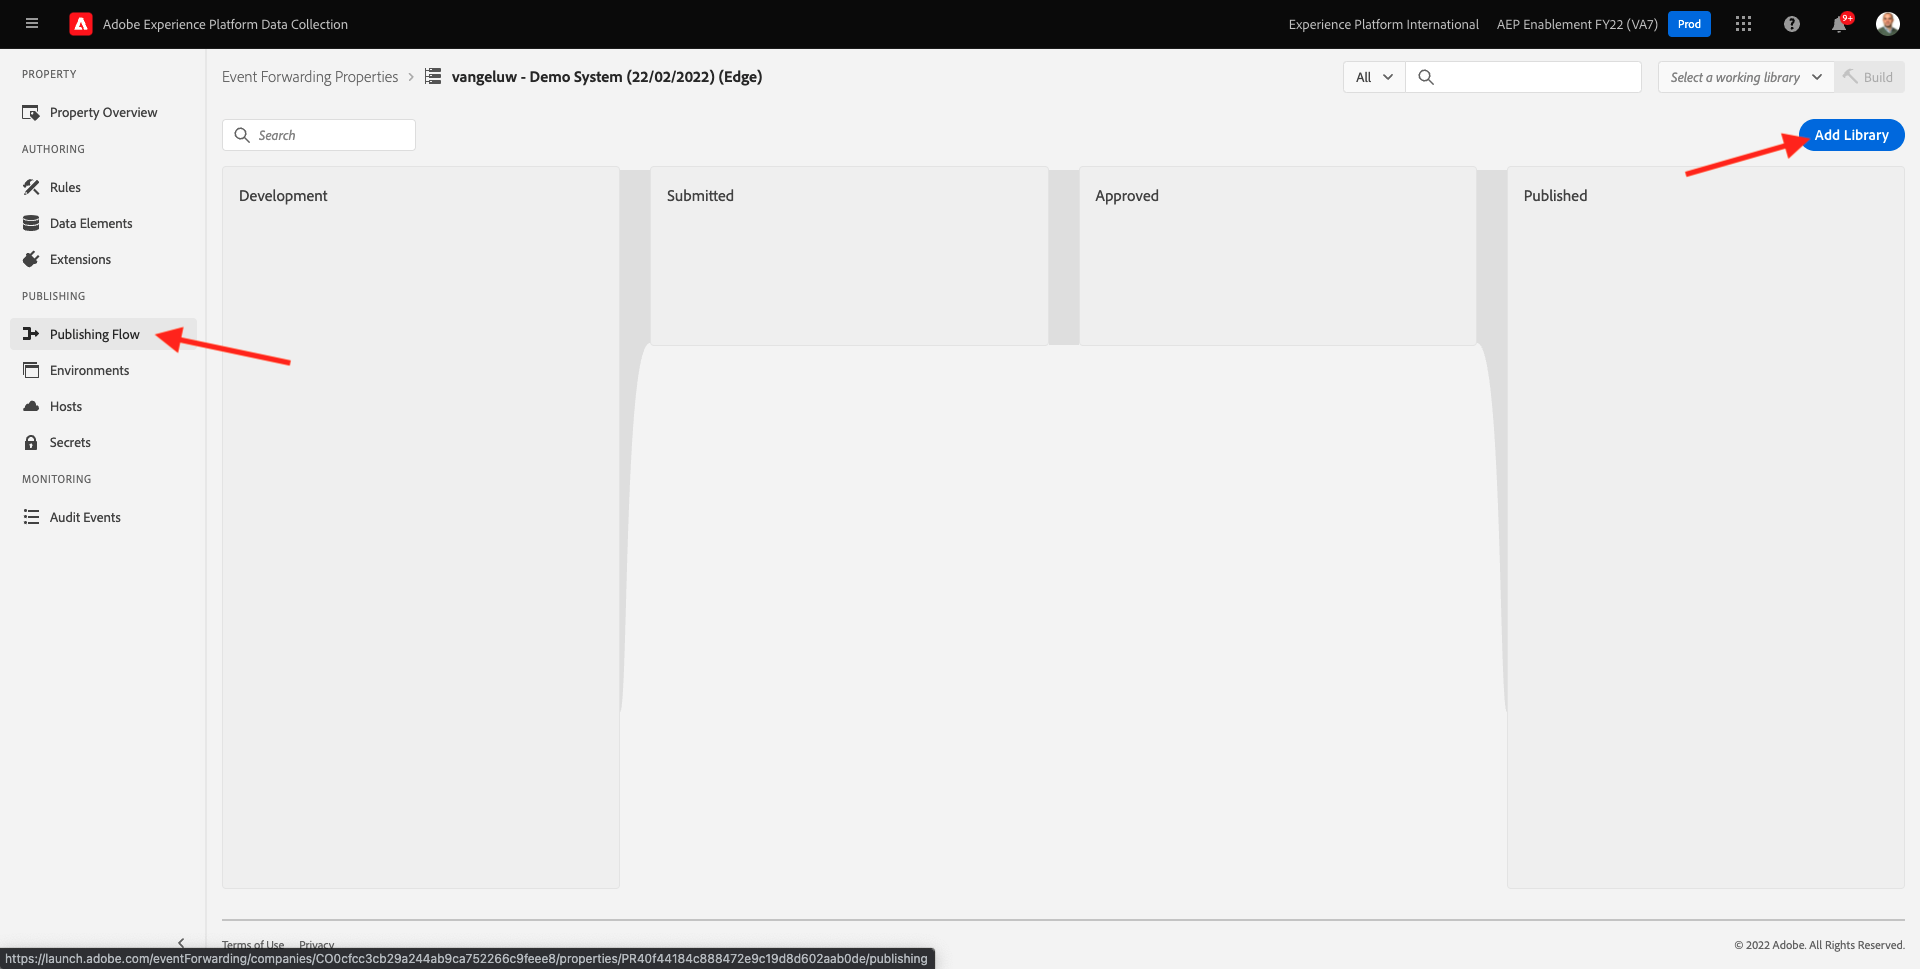 Adobe Experience Platform Data Collection
Experience Platform International
AEP Enablement FY22 (VA7)
Prod
9+
PROPERTY
Property Overview
AUTHORING
Rules
Data Elements
Extensions
PUBLISHING
Publishing Flow
Environments
Hosts
Secrets
MONITORING
Audit Events
Event Forwarding Properties > vangeluw - Demo System (22/02/2022) (Edge)
All
Select a working library
Build
Search
Add Library
Development
Submitted
Approved
Published
Terms of Use Privacy
© 2022 Adobe. All Rights Reserved.
https://launch.adobe.com/eventForwarding/companies/CO0cfcc3cb29a244ab9ca752266c9feee8/properties/PR40f44184c888472e9c19d8d602aab0de/publishing